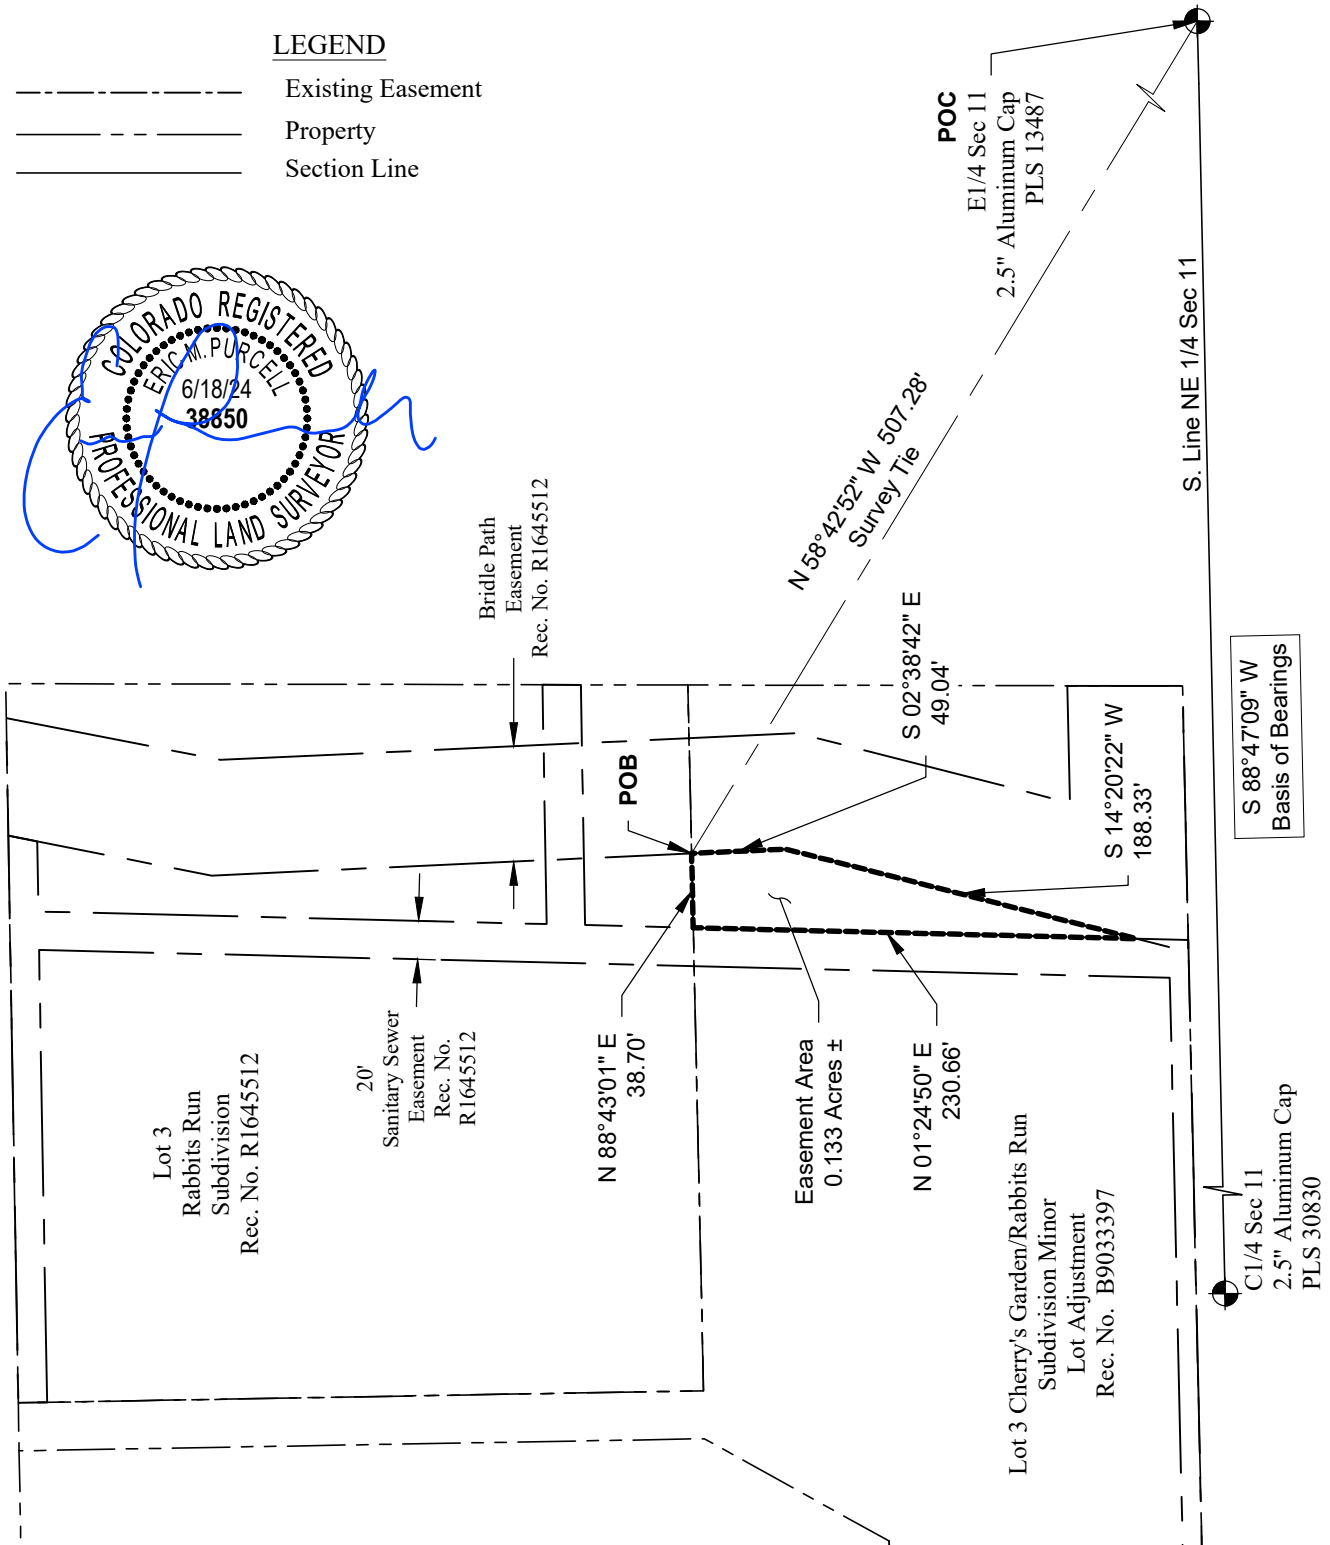 LEGEND
Existing Easement
Property
Section Line
COLORADO REGISTERED
ERIC M. PURCELL
6/18/24
38850
PROFESSIONAL LAND SURVEYOR
POC
E1/4 Sec 11
2.5" Aluminum Cap
PLS 13487
S. Line NE 1/4 Sec 11
N 58°42'52" W 507.28'
Survey Tie
Bridle Path
Easement
Rec. No. R1645512
S 02°38'42" E
49.04'
POB
S 14°20'22" W
188.33'
S 88°47'09" W
Basis of Bearings
20'
Sanitary Sewer
Easement
Rec. No.
R1645512
Lot 3
Rabbits Run
Subdivision
Rec. No. R1645512
N 88°43'01" E
38.70'
Easement Area
0.133 Acres ±
N 01°24'50" E
230.66'
Lot 3 Cherry's Garden/Rabbits Run
Subdivision Minor
Lot Adjustment
Rec. No. B9033397
C1/4 Sec 11
2.5" Aluminum Cap
PLS 30830